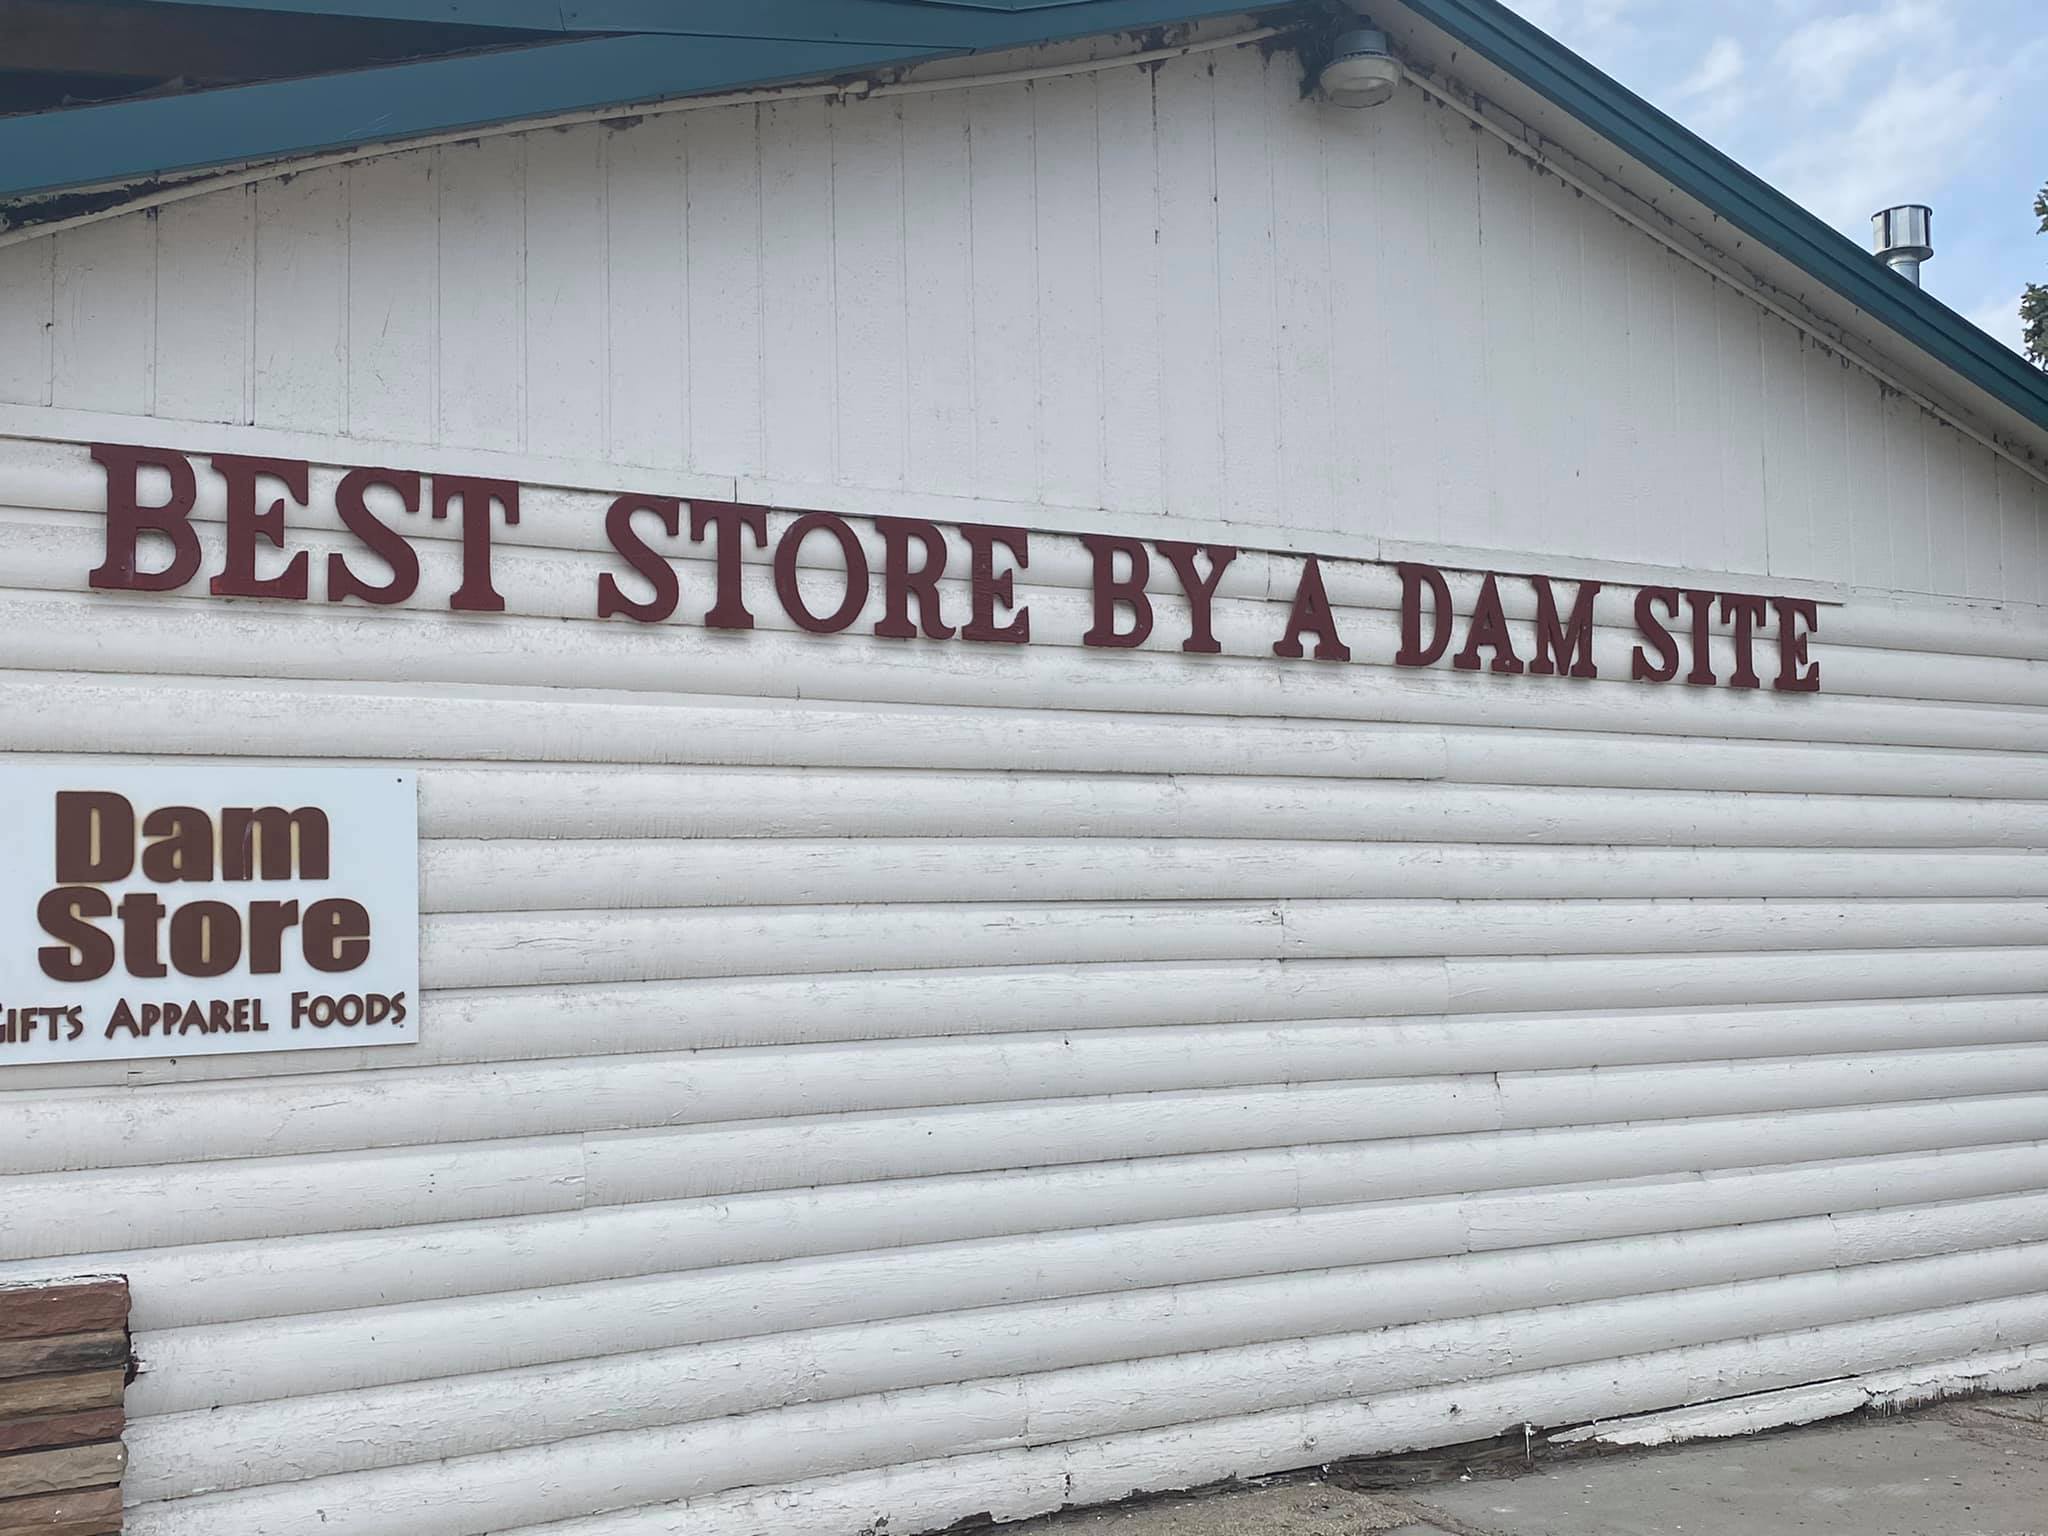 BEST STORE BY A DAM SITE
Dam
Store
GIFTS APPAREL FOODS